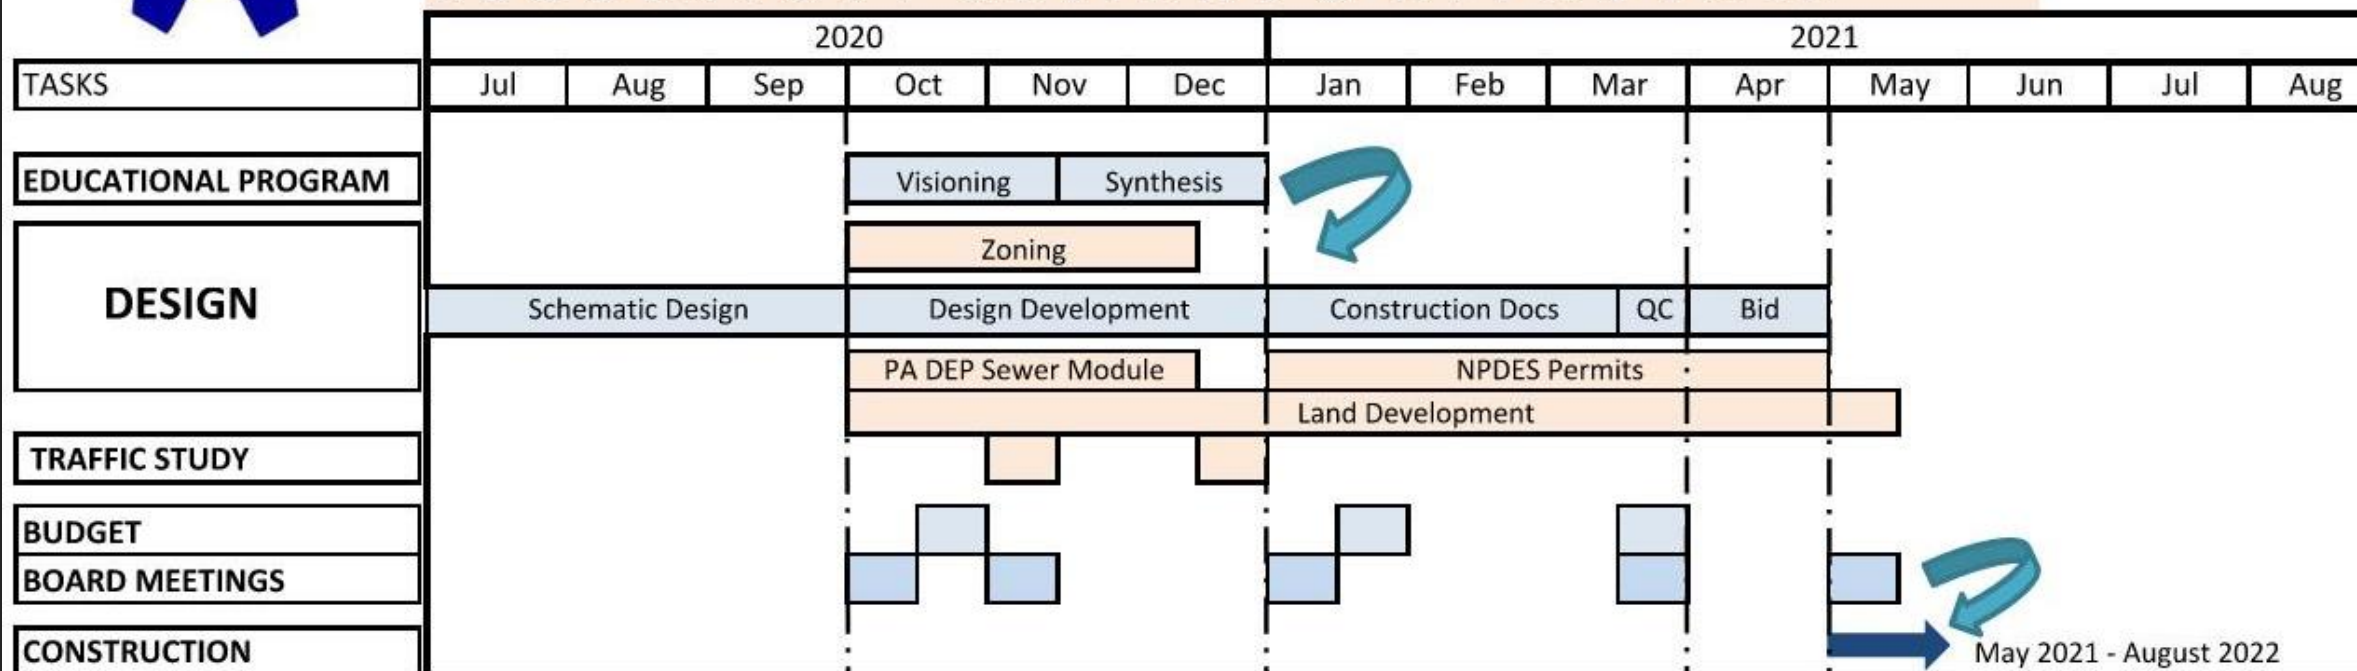 2020 2021
TASKS Jul Aug Sep Oct Nov Dec Jan Feb Mar Apr May Jun Jul Aug
EDUCATIONAL PROGRAM Visioning Synthesis
Zoning
DESIGN Schematic Design Design Development Construction Docs QC Bid
PA DEP Sewer Module NPDES Permits
Land Development
TRAFFIC STUDY
BUDGET
BOARD MEETINGS
CONSTRUCTION May 2021 - August 2022